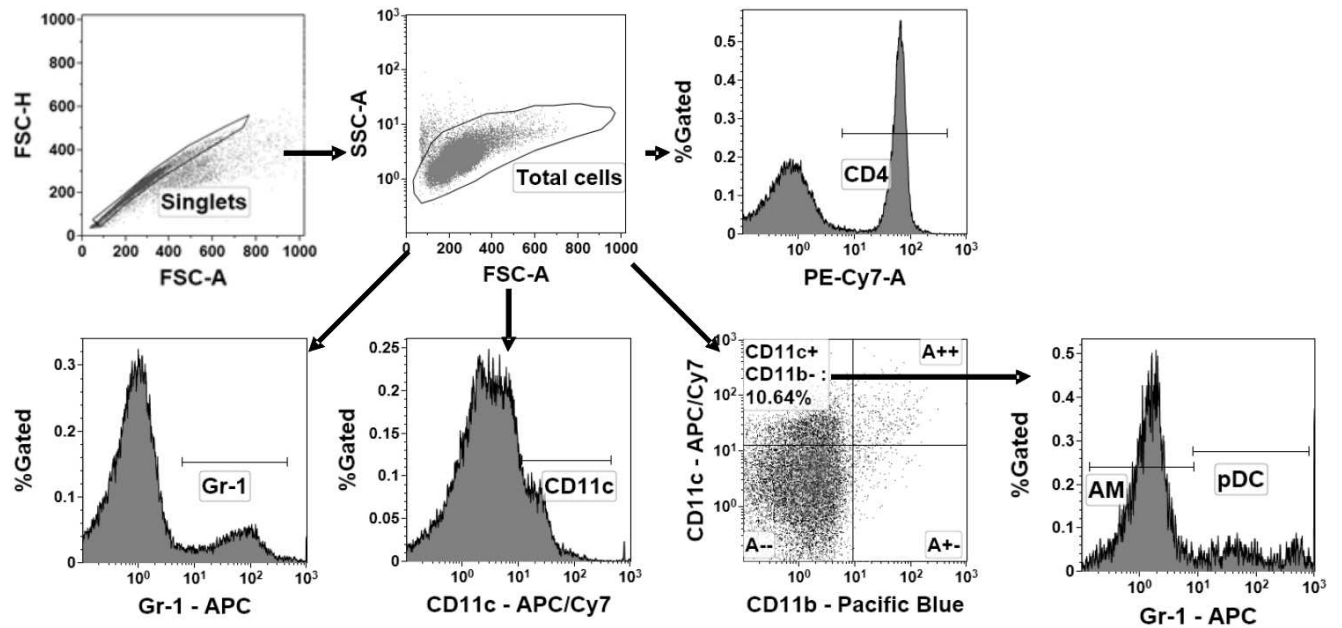 1000
800
600
400
200
0
FSC-H
Singlets
0 200 400 600 800 1000
FSC-A
10³
10²
10¹
10⁰
SSC-A
Total cells
0 200 400 600 800 1000
FSC-A
0.5
0.4
0.3
0.2
0.1
0
%Gated
CD4
10⁰ 10¹ 10² 10³
PE-Cy7-A
0.3
0.2
0.1
0
%Gated
Gr-1
10⁰ 10¹ 10² 10³
Gr-1 - APC
0.25
0.2
0.15
0.1
0.05
0
%Gated
CD11c
10⁰ 10¹ 10² 10³
CD11c - APC/Cy7
10³
10²
10¹
10⁰
CD11c - APC/Cy7
CD11c+
CD11b- :
10.64%
A++
A--
A+-
10⁰ 10¹ 10² 10³
CD11b - Pacific Blue
0.5
0.4
0.3
0.2
0.1
0
%Gated
AM
pDC
10⁰ 10¹ 10² 10³
Gr-1 - APC